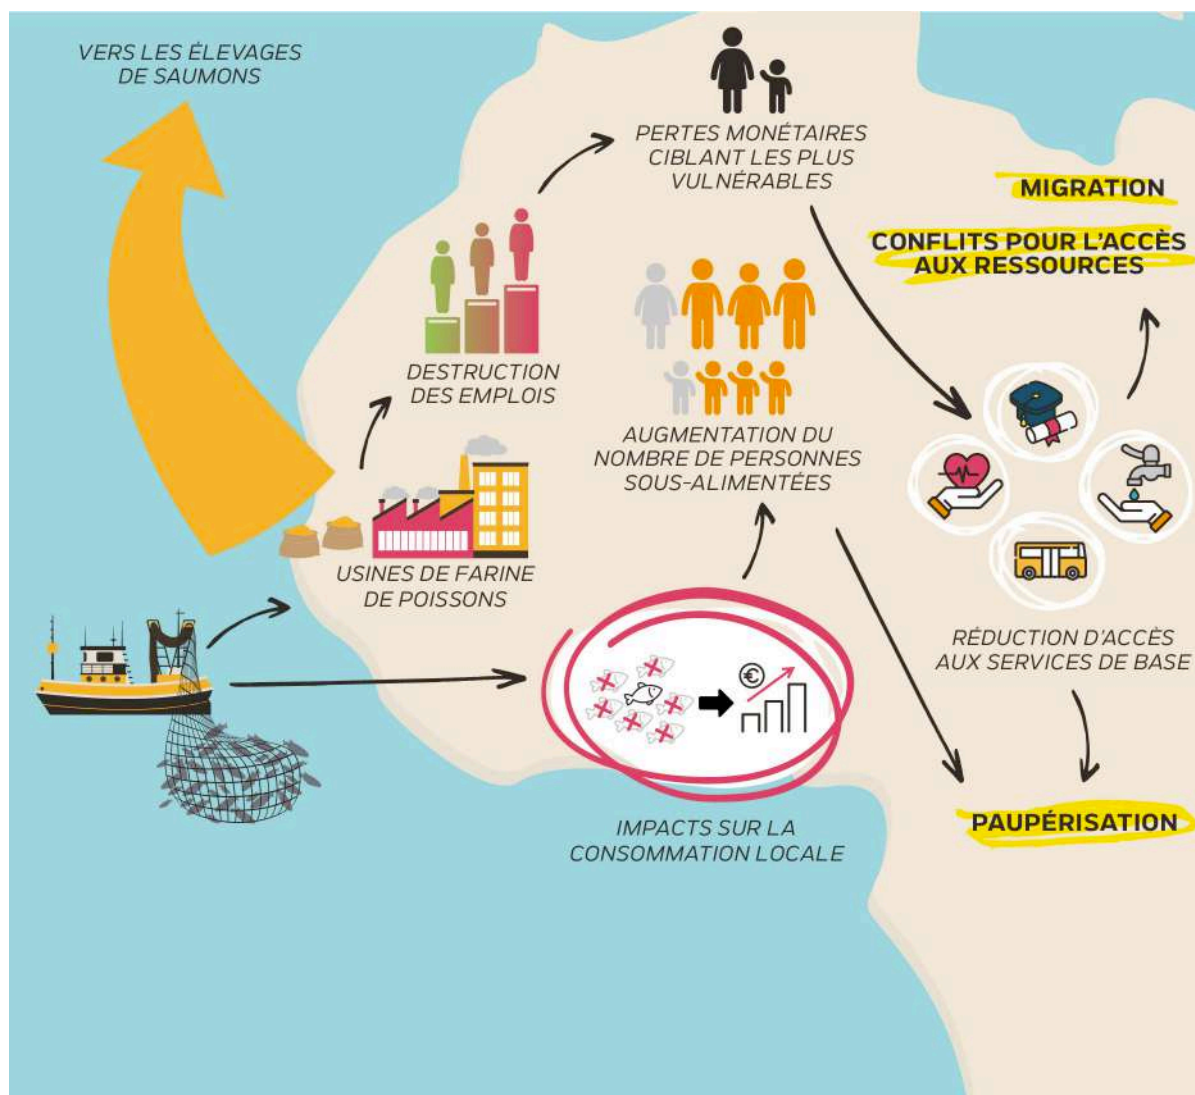 VERS LES ÉLEVAGES
DE SAUMONS
PERTES MONÉTAIRES
CIBLANT LES PLUS
VULNÉRABLES
MIGRATION
CONFLITS POUR L'ACCÈS
AUX RESSOURCES
DESTRUCTION
DES EMPLOIS
AUGMENTATION DU
NOMBRE DE PERSONNES
SOUS-ALIMENTÉES
USINES DE FARINE
DE POISSONS
RÉDUCTION D'ACCÈS
AUX SERVICES DE BASE
€
PAUPÉRISATION
IMPACTS SUR LA
CONSOMMATION LOCALE